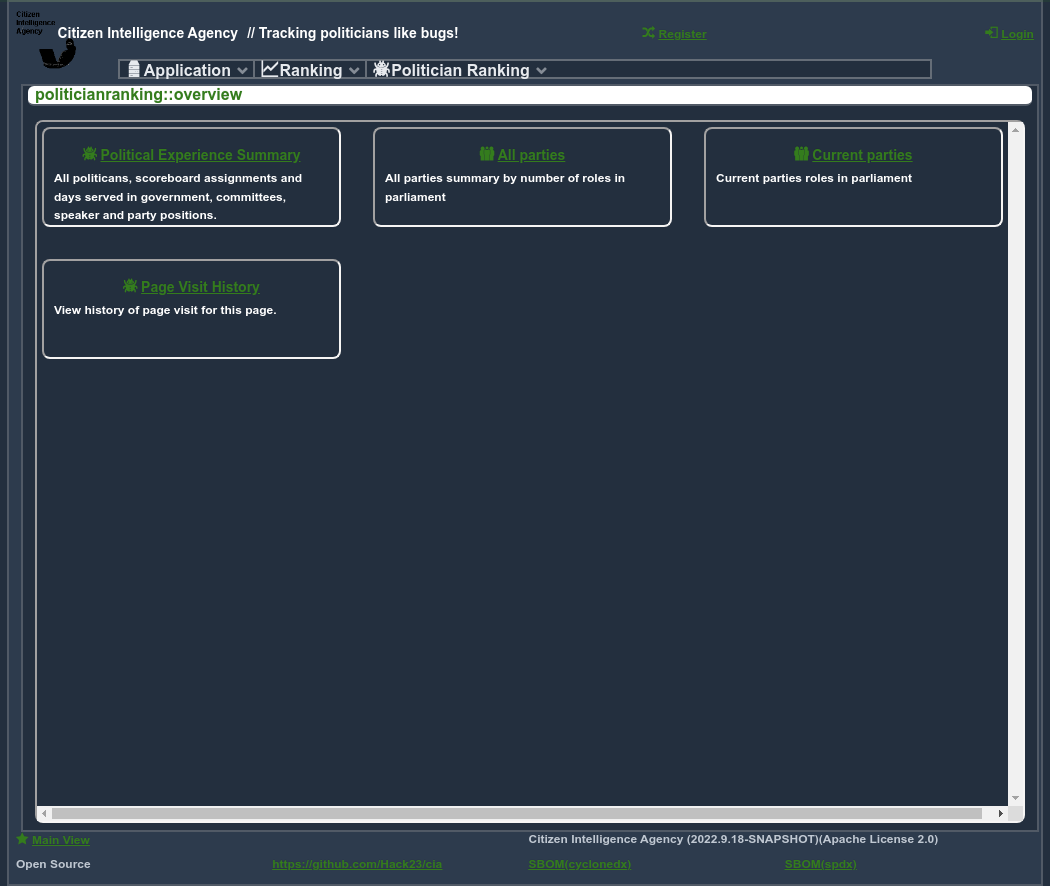 Citizen
Intelligence
Agency
Citizen Intelligence Agency // Tracking politicians like bugs!
Register
Login
Application
Ranking
Politician Ranking
politicianranking::overview
Political Experience Summary
All politicans, scoreboard assignments and
days served in government, committees,
speaker and party positions.
All parties
All parties summary by number of roles in
parliament
Current parties
Current parties roles in parliament
Page Visit History
View history of page visit for this page.
Main View
Citizen Intelligence Agency (2022.9.18-SNAPSHOT)(Apache License 2.0)
Open Source
https://github.com/Hack23/cia
SBOM(cyclonedx)
SBOM(spdx)